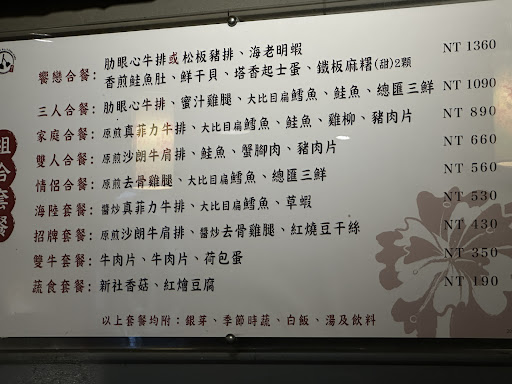 饗戀合餐：肋眼心牛排或松板豬排、海老明蝦 NT 1360
香煎鮭魚肚、鮮干貝、塔香起士蛋、鐵板麻糬(甜)2顆
三人合餐：肋眼心牛排、蜜汁雞腿、大比目扁鱈魚、鮭魚、總匯三鮮 NT 1090
家庭合餐：原煎真菲力牛排、大比目扁鱈魚、鮭魚、雞柳、豬肉片 NT 890
雙人合餐：原煎沙朗牛肩排、鮭魚、蟹腳肉、豬肉片 NT 660
情侶合餐：原煎去骨雞腿、大比目扁鱈魚、總匯三鮮 NT 560
海陸套餐：醬炒真菲力牛排、大比目扁鱈魚、草蝦 NT 530
招牌套餐：原煎沙朗牛肩排、醬炒去骨雞腿、紅燒豆干絲 NT 430
雙牛套餐：牛肉片、牛肉片、荷包蛋 NT 350
蔬食套餐：新社香菇、紅燴豆腐 NT 190
以上套餐均附：銀芽、季節時蔬、白飯、湯及飲料
組合套餐